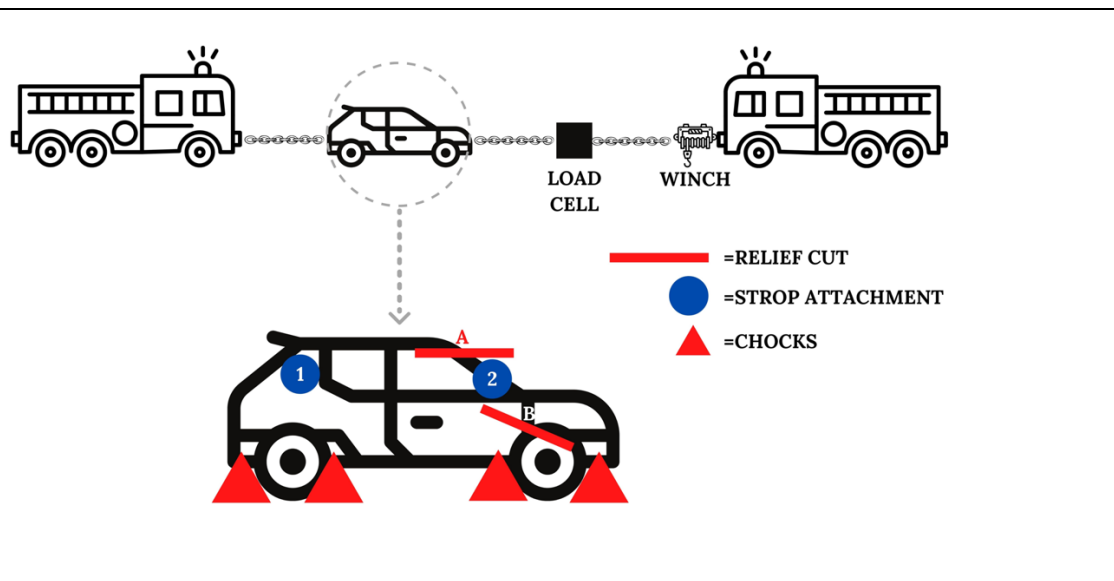 LOAD
CELL
WINCH
=RELIEF CUT
=STROP ATTACHMENT
=CHOCKS
A
1
2
B